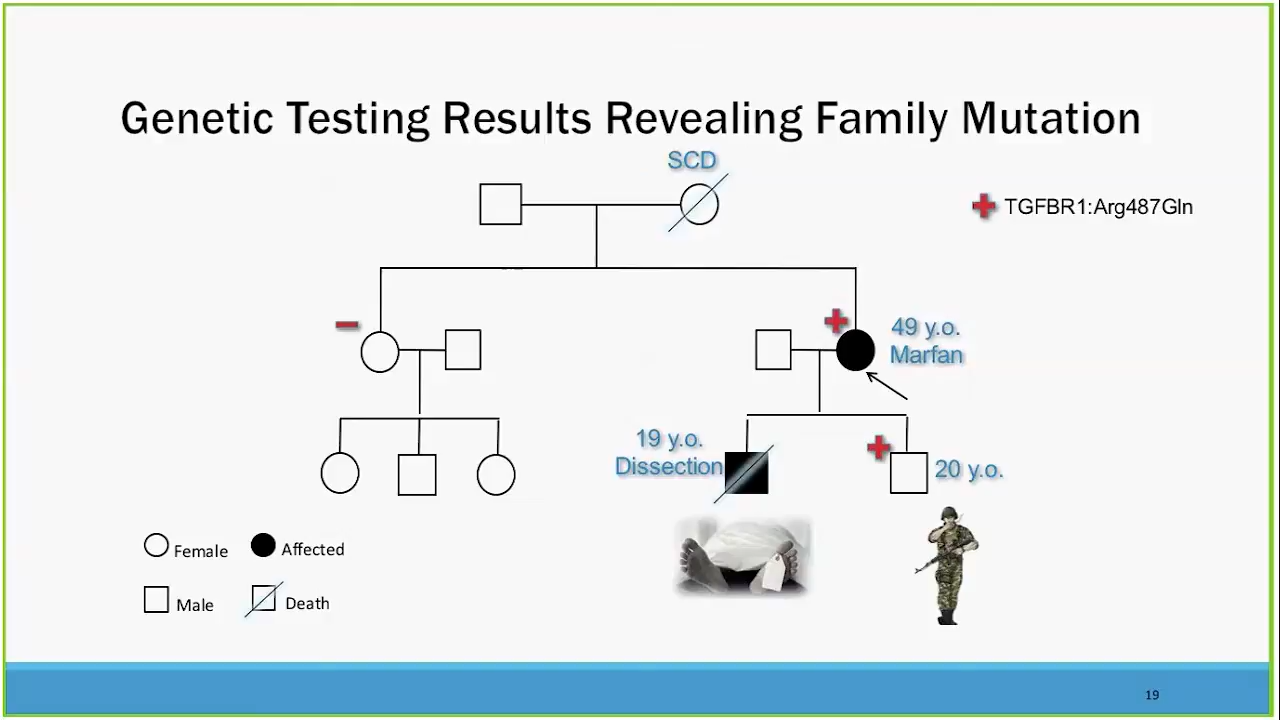 Genetic Testing Results Revealing Family Mutation
SCD
TGFBR1:Arg487Gln
49 y.o.
Marfan
19 y.o.
Dissection
20 y.o.
Female
Affected
Male
Death
19